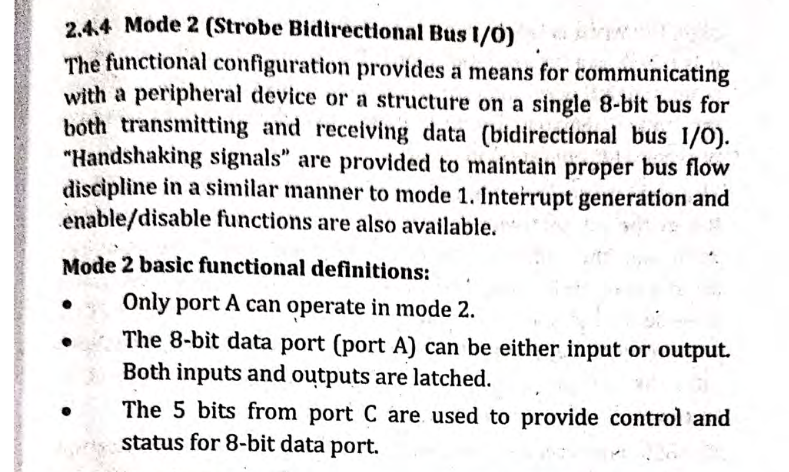 2.4.4 Mode 2 (Strobe Bidirectional Bus I/O)
The functional configuration provides a means for communicating
with a peripheral device or a structure on a single 8-bit bus for
both transmitting and receiving data (bidirectional bus I/O).
"Handshaking signals" are provided to maintain proper bus flow
discipline in a similar manner to mode 1. Interrupt generation and
enable/disable functions are also available.
Mode 2 basic functional definitions:
• Only port A can operate in mode 2.
• The 8-bit data port (port A) can be either input or output.
Both inputs and outputs are latched.
• The 5 bits from port C are used to provide control and
status for 8-bit data port.